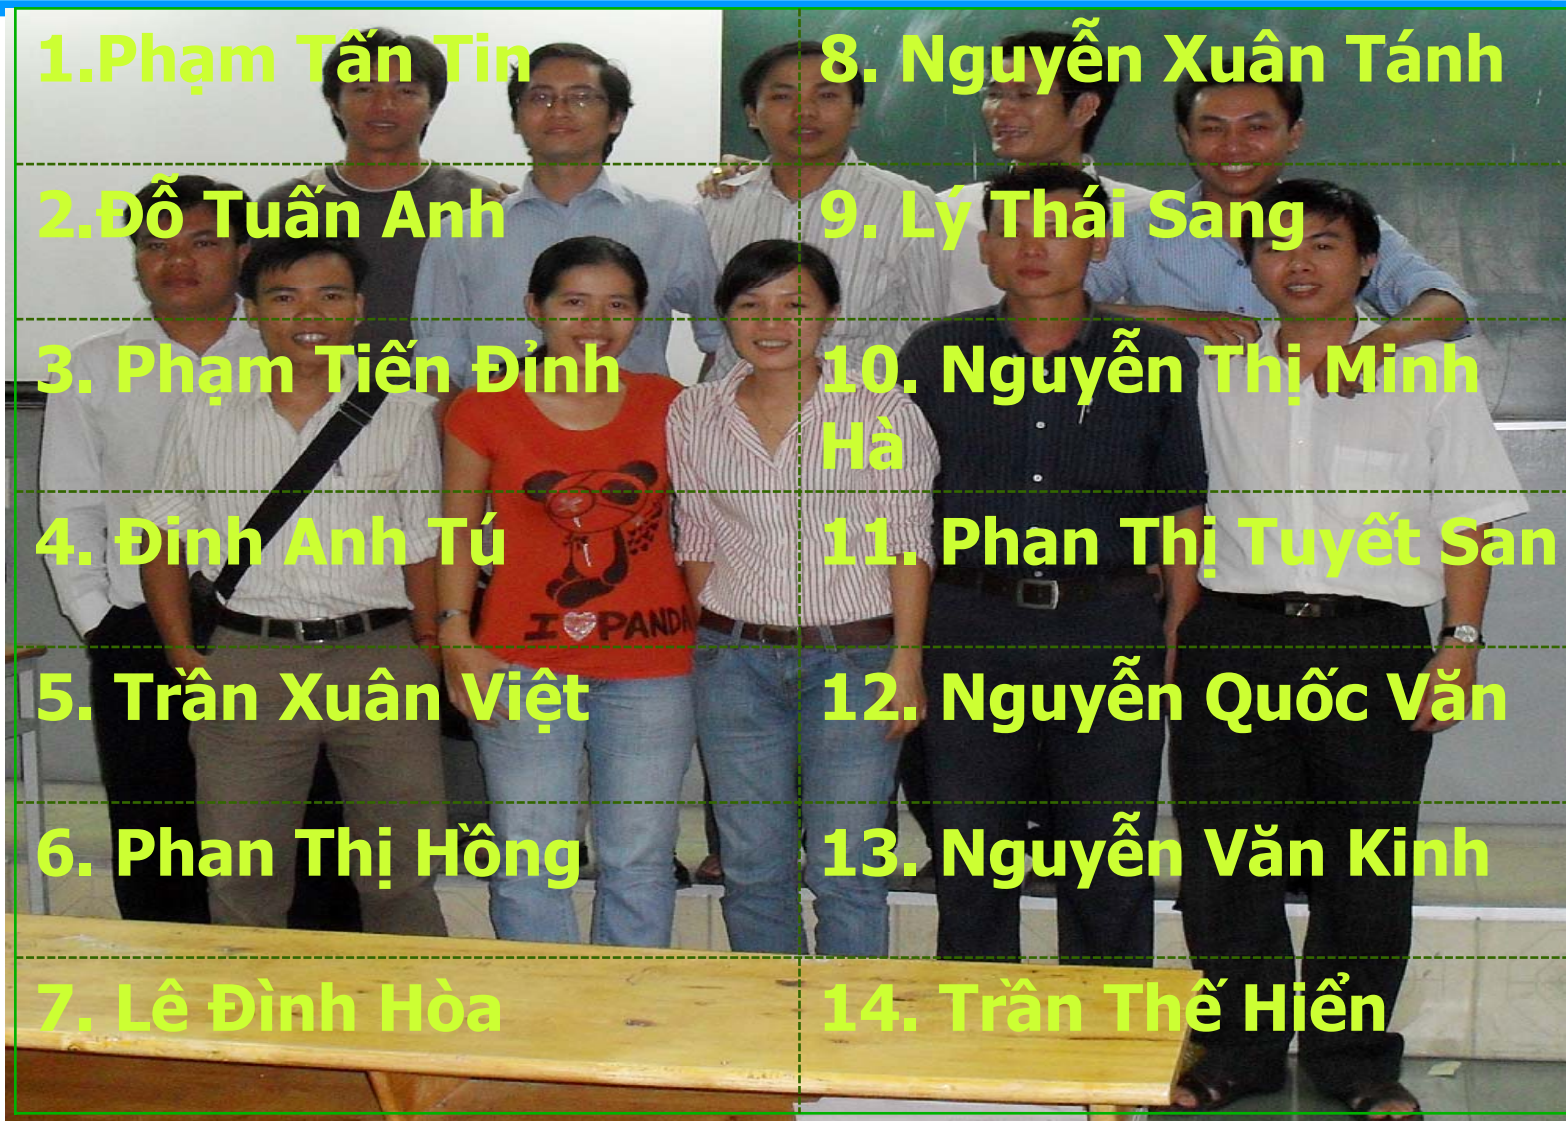 1.Phạm Tấn Tin
2.Đỗ Tuấn Anh
3. Phạm Tiến Đỉnh
4. Đinh Anh Tú
5. Trần Xuân Việt
6. Phan Thị Hồng
7. Lê Đình Hòa
8. Nguyễn Xuân Tánh
9. Lý Thái Sang
10. Nguyễn Thị Minh
Hà
11. Phan Thị Tuyết San
12. Nguyễn Quốc Văn
13. Nguyễn Văn Kinh
14. Trần Thế Hiển
I PANDA